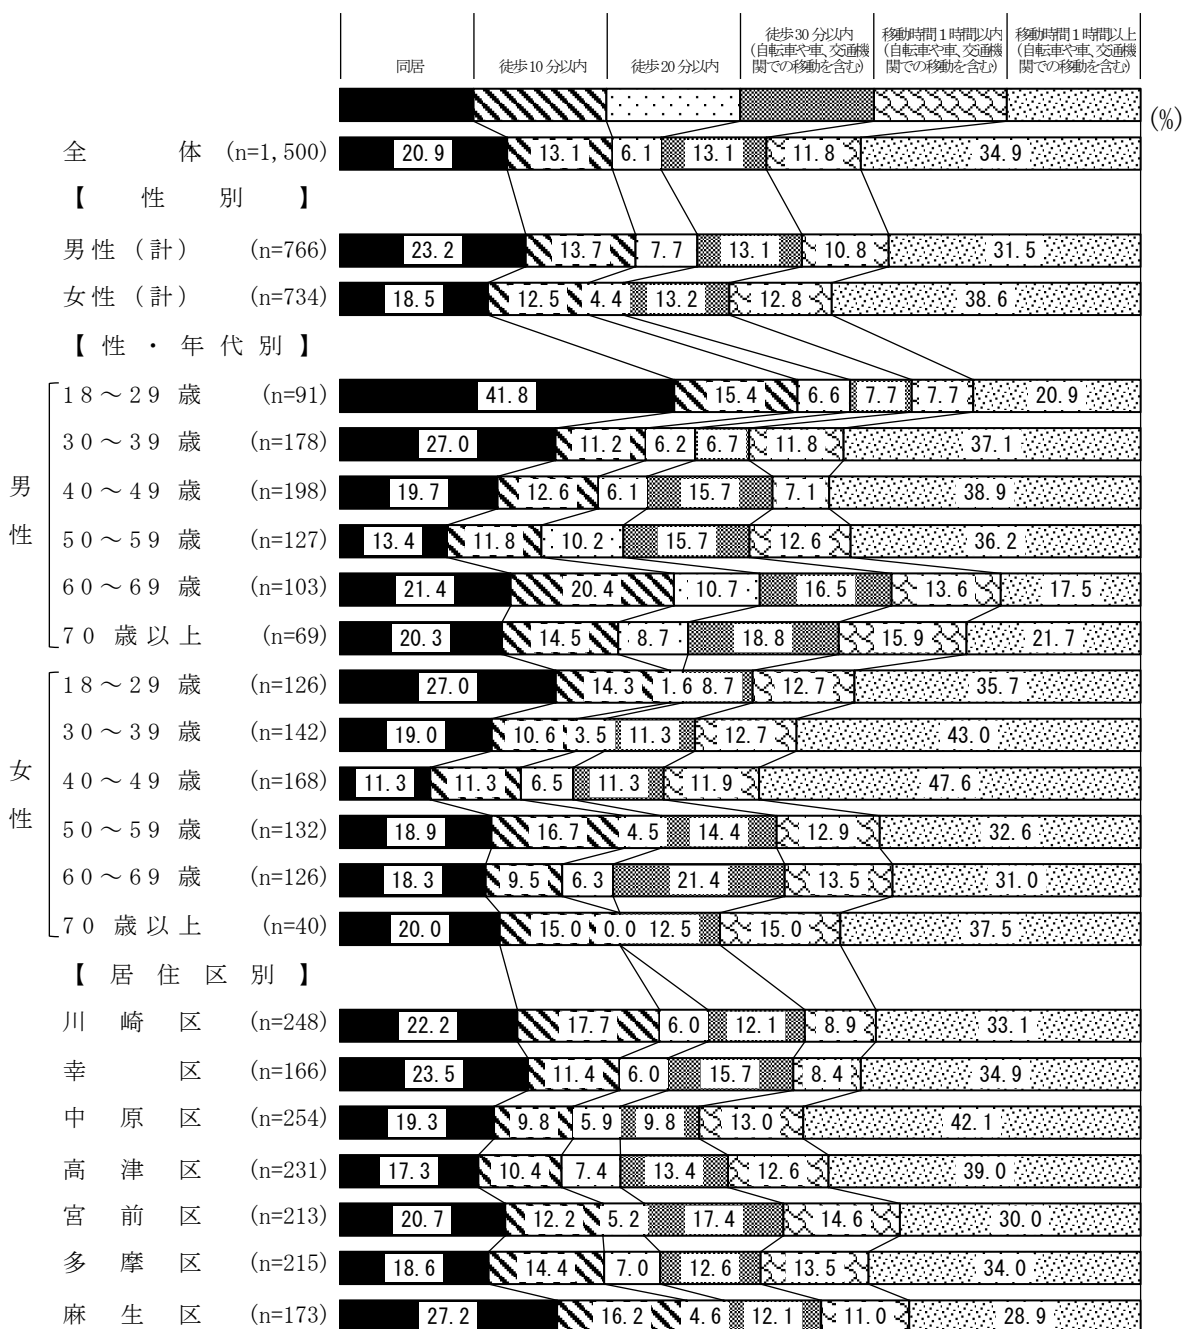 同居
徒歩10分以内
徒歩20分以内
徒歩30分以内
(自転車や車、交通機
関での移動を含む)
移動時間1時間以内
(自転車や車、交通機
関での移動を含む)
移動時間1時間以上
(自転車や車、交通機
関での移動を含む)
(%)
全体 (n=1,500) 20.9 13.1 6.1 13.1 11.8 34.9
【性別】
男性(計) (n=766) 23.2 13.7 7.7 13.1 10.8 31.5
女性(計) (n=734) 18.5 12.5 4.4 13.2 12.8 38.6
【性・年代別】
男性
18～29歳 (n=91) 41.8 15.4 6.6 7.7 7.7 20.9
30～39歳 (n=178) 27.0 11.2 6.2 6.7 11.8 37.1
40～49歳 (n=198) 19.7 12.6 6.1 15.7 7.1 38.9
50～59歳 (n=127) 13.4 11.8 10.2 15.7 12.6 36.2
60～69歳 (n=103) 21.4 20.4 10.7 16.5 13.6 17.5
70歳以上 (n=69) 20.3 14.5 8.7 18.8 15.9 21.7
女性
18～29歳 (n=126) 27.0 14.3 1.6 8.7 12.7 35.7
30～39歳 (n=142) 19.0 10.6 3.5 11.3 12.7 43.0
40～49歳 (n=168) 11.3 11.3 6.5 11.3 11.9 47.6
50～59歳 (n=132) 18.9 16.7 4.5 14.4 12.9 32.6
60～69歳 (n=126) 18.3 9.5 6.3 21.4 13.5 31.0
70歳以上 (n=40) 20.0 15.0 0.0 12.5 15.0 37.5
【居住区別】
川崎区 (n=248) 22.2 17.7 6.0 12.1 8.9 33.1
幸区 (n=166) 23.5 11.4 6.0 15.7 8.4 34.9
中原区 (n=254) 19.3 9.8 5.9 9.8 13.0 42.1
高津区 (n=231) 17.3 10.4 7.4 13.4 12.6 39.0
宮前区 (n=213) 20.7 12.2 5.2 17.4 14.6 30.0
多摩区 (n=215) 18.6 14.4 7.0 12.6 13.5 34.0
麻生区 (n=173) 27.2 16.2 4.6 12.1 11.0 28.9